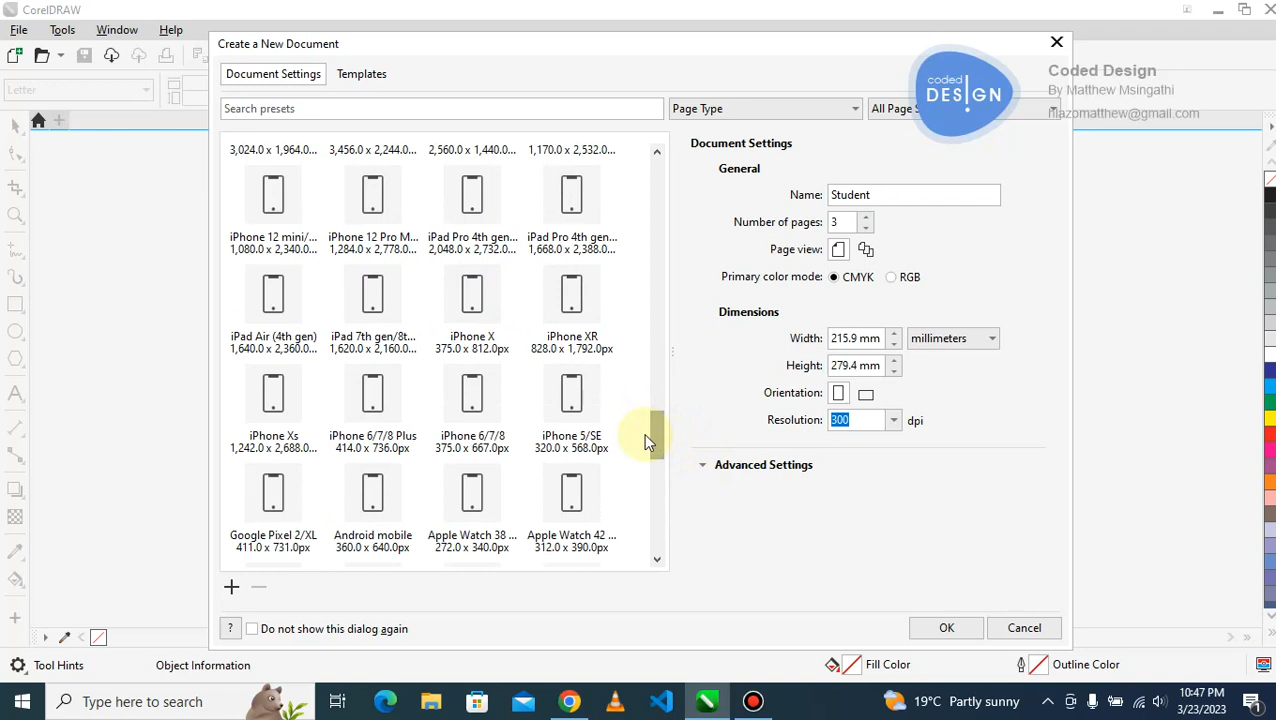 CorelDRAW
File Tools Window Help
Letter
Create a New Document
Document Settings Templates
Search presets
Page Type
All Page
coded
DESIGN
Coded Design
By Matthew Msingathi
nlazomatthew@gmail.com
3,024.0 x 1,964.0... 3,456.0 x 2,244.0... 2,560.0 x 1,440.0... 1,170.0 x 2,532.0...
iPhone 12 mini/... iPhone 12 Pro M... iPad Pro 4th gen... iPad Pro 4th gen...
1,080.0 x 2,340.0... 1,284.0 x 2,778.0... 2,048.0 x 2,732.0... 1,668.0 x 2,388.0...
iPad Air (4th gen) iPad 7th gen/8t... iPhone X iPhone XR
1,640.0 x 2,360.0... 1,620.0 x 2,160.0... 375.0 x 812.0px 828.0 x 1,792.0px
iPhone Xs iPhone 6/7/8 Plus iPhone 6/7/8 iPhone 5/SE
1,242.0 x 2,688.0... 414.0 x 736.0px 375.0 x 667.0px 320.0 x 568.0px
Google Pixel 2/XL Android mobile Apple Watch 38 ... Apple Watch 42 ...
411.0 x 731.0px 360.0 x 640.0px 272.0 x 340.0px 312.0 x 390.0px
Document Settings
General
Name: Student
Number of pages: 3
Page view:
Primary color mode: CMYK RGB
Dimensions
Width: 215.9 mm millimeters
Height: 279.4 mm
Orientation:
Resolution: 300 dpi
Advanced Settings
? Do not show this dialog again
OK Cancel
Tool Hints Object Information Fill Color Outline Color
Type here to search
19°C Partly sunny
10:47 PM
3/23/2023
1